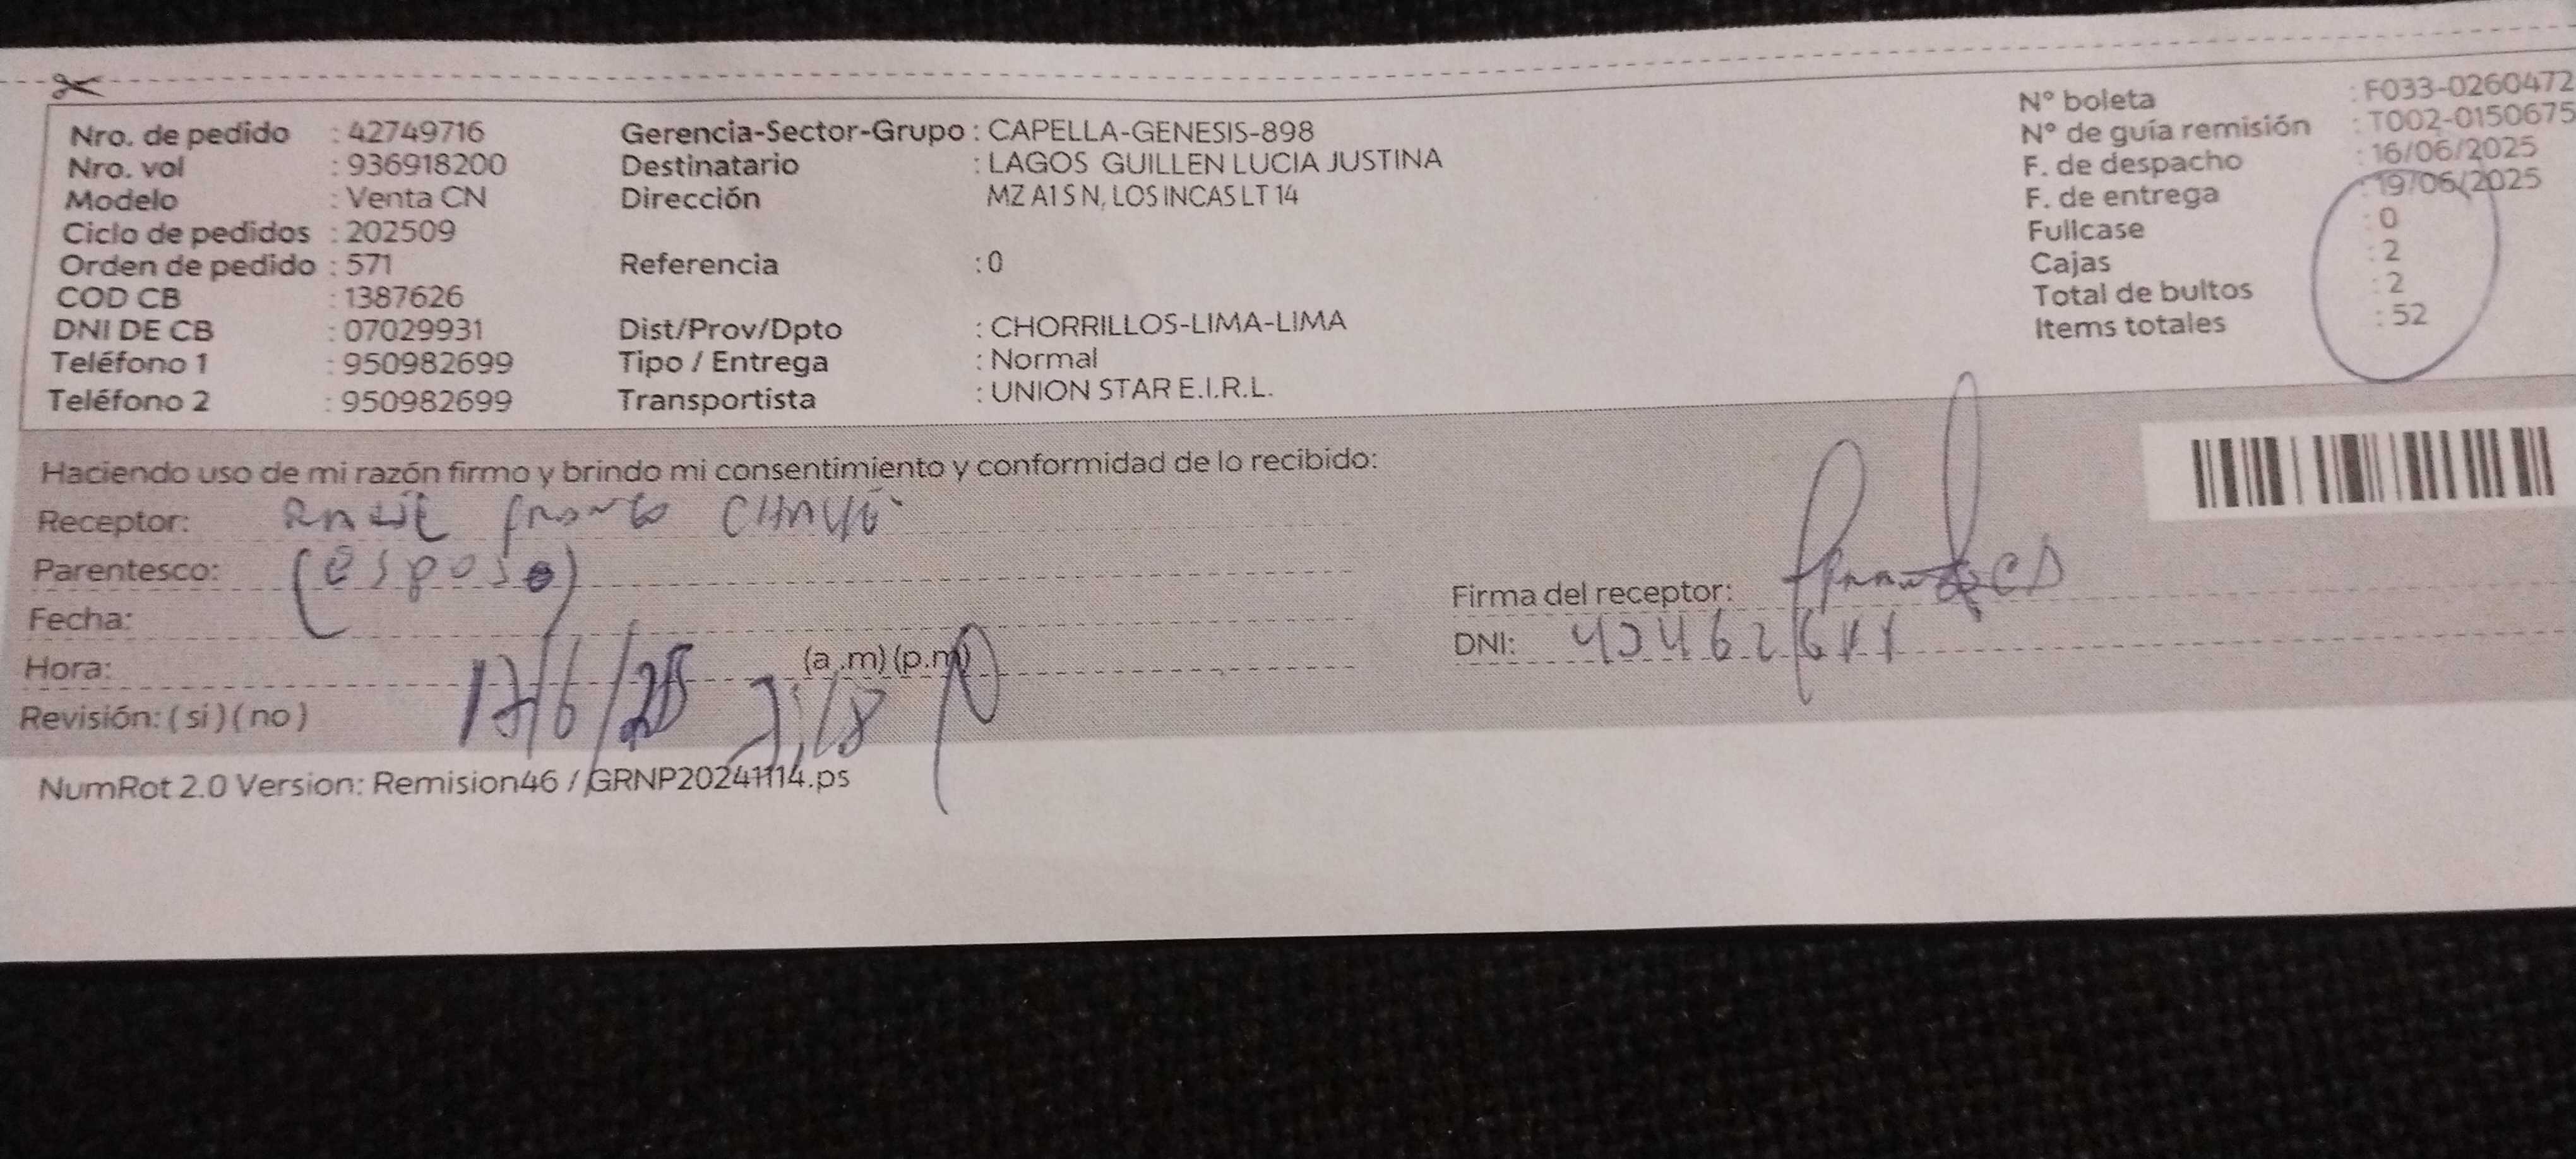 Nro. de pedido : 42749716
Nro. vol : 936918200
Modelo : Venta CN
Ciclo de pedidos : 202509
Orden de pedido : 571
COD CB : 1387626
DNI DE CB : 07029931
Teléfono 1 : 950982699
Teléfono 2 : 950982699
Gerencia-Sector-Grupo : CAPELLA-GENESIS-898
Destinatario : LAGOS GUILLEN LUCIA JUSTINA
Dirección MZ A1 S N, LOS INCAS LT 14
Referencia : 0
Dist/Prov/Dpto : CHORRILLOS-LIMA-LIMA
Tipo / Entrega : Normal
Transportista : UNION STAR E.I.R.L.
N° boleta : F033-0260472
N° de guía remisión : T002-0150675
F. de despacho : 16/06/2025
F. de entrega : 19/06/2025
Fullcase : 0
Cajas : 2
Total de bultos : 2
Items totales : 52
Haciendo uso de mi razón firmo y brindo mi consentimiento y conformidad de lo recibido:
Receptor:
Parentesco: (esposo)
Fecha:
Hora: (a .m) (p.m)
Revisión: ( si ) ( no ) 17/6/25
Firma del receptor:
DNI:
NumRot 2.0 Version: Remision46 / GRNP20241114.ps